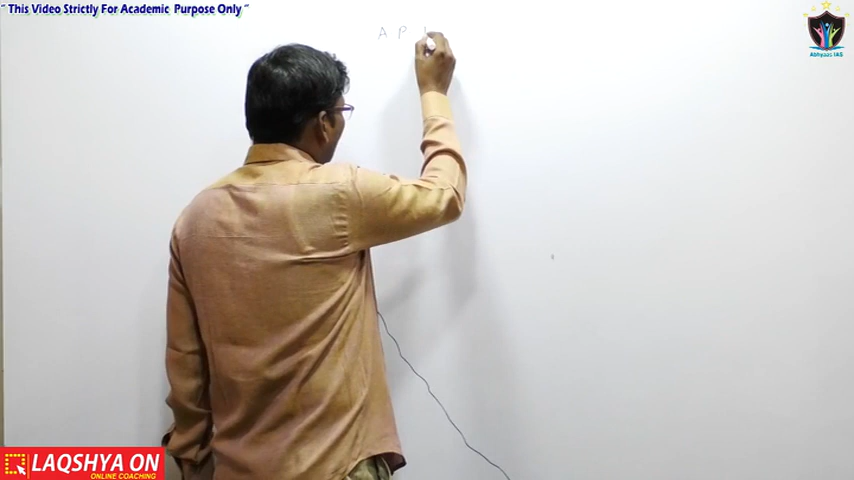 “ This Video Strictly For Academic Purpose Only “
Abhyaas IAS
A P
LAQSHYA ON
ONLINE COACHING